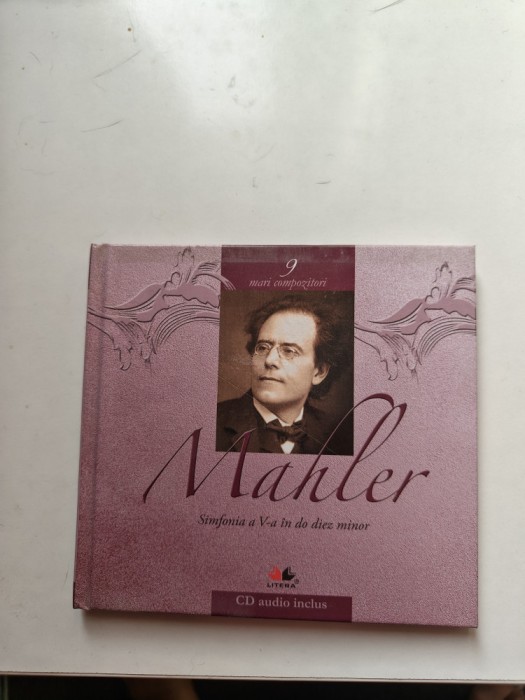 9
mari compozitori
Mahler
Simfonia a V-a în do diez minor
LITERA
CD audio inclus